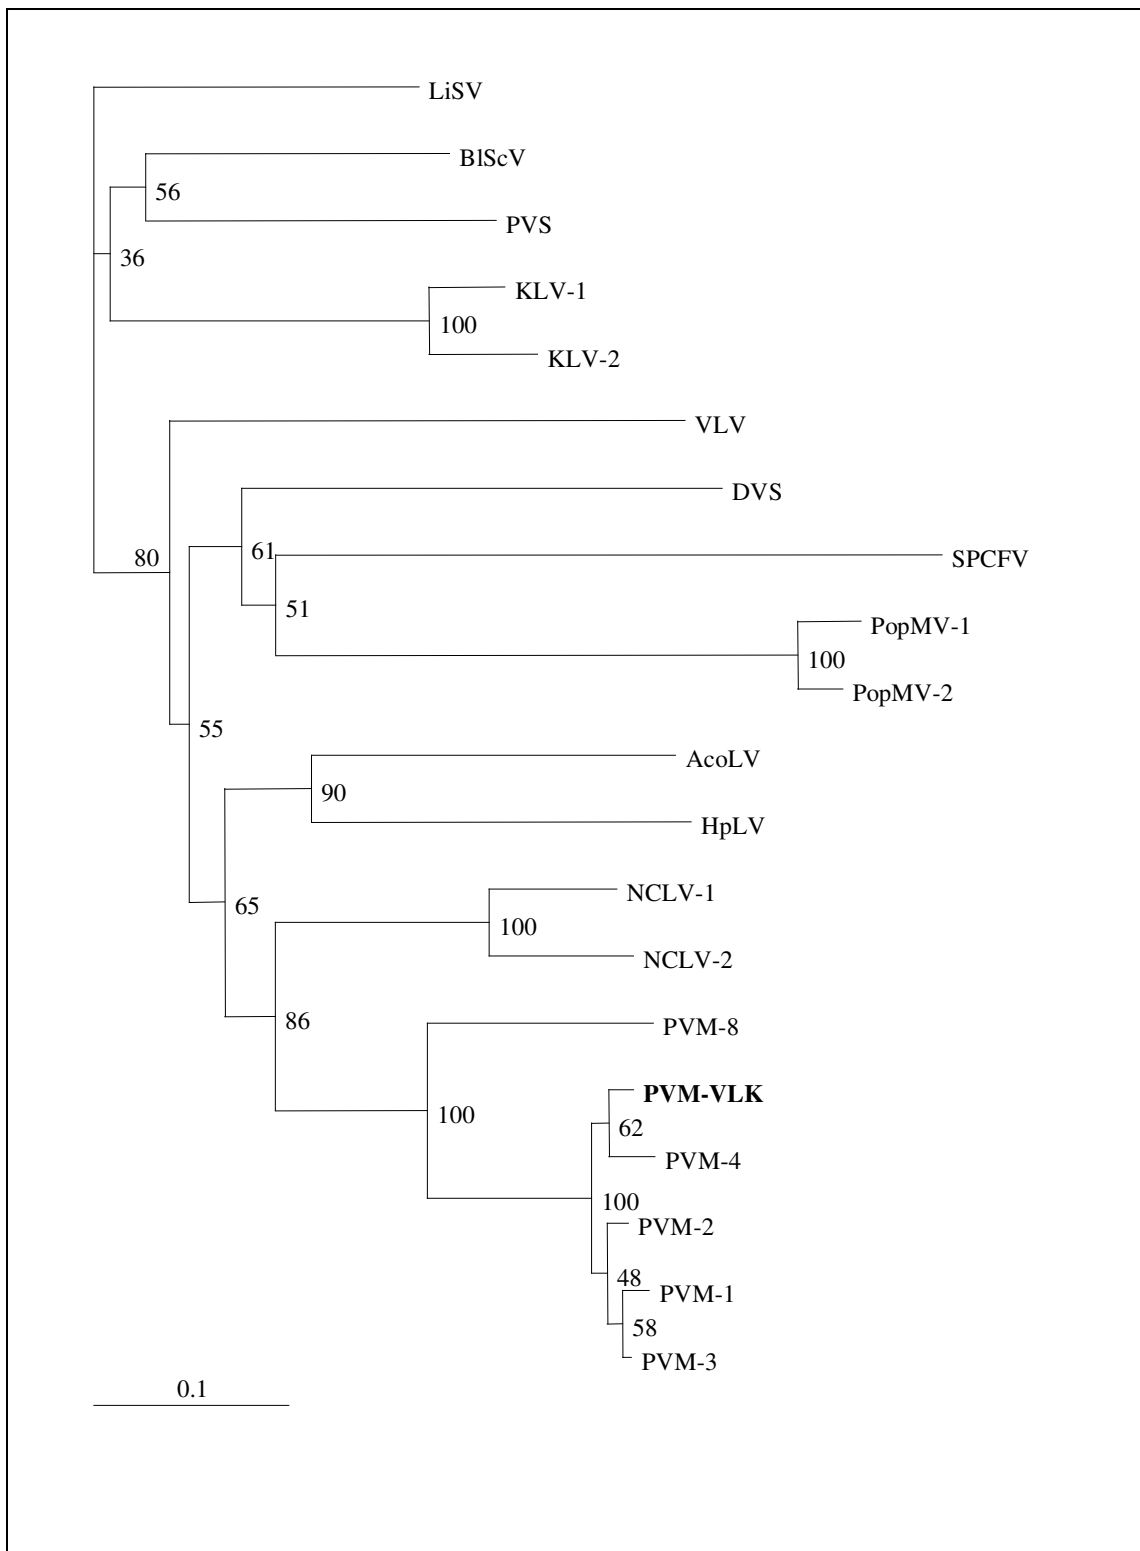 LiSV
BlScV
56
PVS
36
KLV-1
100
KLV-2
VLV
DVS
61
80
SPCFV
51
PopMV-1
100
PopMV-2
55
AcoLV
90
HpLV
NCLV-1
65
100
NCLV-2
86
PVM-8
PVM-VLK
100
62
PVM-4
100
PVM-2
48
PVM-1
58
PVM-3
0.1